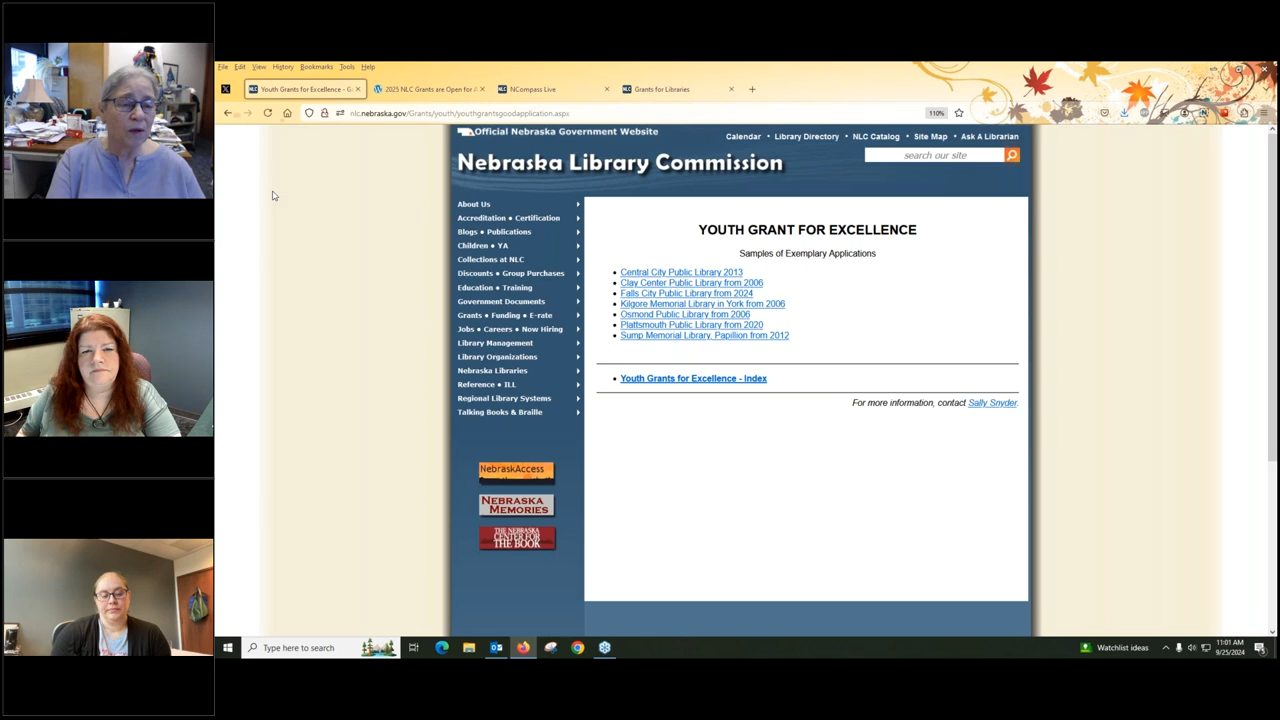 File Edit View History Bookmarks Tools Help
Youth Grants for Excellence - G
2025 NLC Grants are Open for A
NCompass Live
Grants for Libraries
nlc.nebraska.gov/Grants/youth/youthgrantsgoodapplication.aspx
110%
Official Nebraska Government Website
Nebraska Library Commission
Calendar • Library Directory • NLC Catalog • Site Map • Ask A Librarian
search our site
About Us
Accreditation • Certification
Blogs • Publications
Children • YA
Collections at NLC
Discounts • Group Purchases
Education • Training
Government Documents
Grants • Funding • E-rate
Jobs • Careers • Now Hiring
Library Management
Library Organizations
Nebraska Libraries
Reference • ILL
Regional Library Systems
Talking Books & Braille
NebraskAccess
NEBRASKA
MEMORIES
THE NEBRASKA
CENTER FOR
THE BOOK
YOUTH GRANT FOR EXCELLENCE
Samples of Exemplary Applications
• Central City Public Library 2013
• Clay Center Public Library from 2006
• Falls City Public Library from 2024
• Kilgore Memorial Library in York from 2006
• Osmond Public Library from 2006
• Plattsmouth Public Library from 2020
• Sump Memorial Library, Papillion from 2012
• Youth Grants for Excellence - Index
For more information, contact Sally Snyder.
Type here to search
Watchlist ideas
11:01 AM
9/25/2024